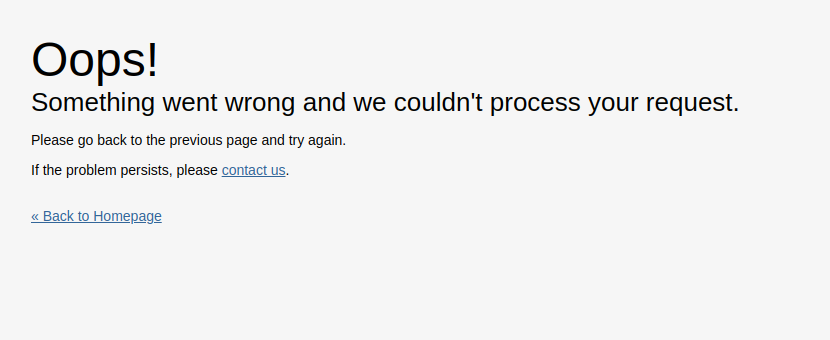 Oops!
Something went wrong and we couldn't process your request.
Please go back to the previous page and try again.
If the problem persists, please contact us.
« Back to Homepage